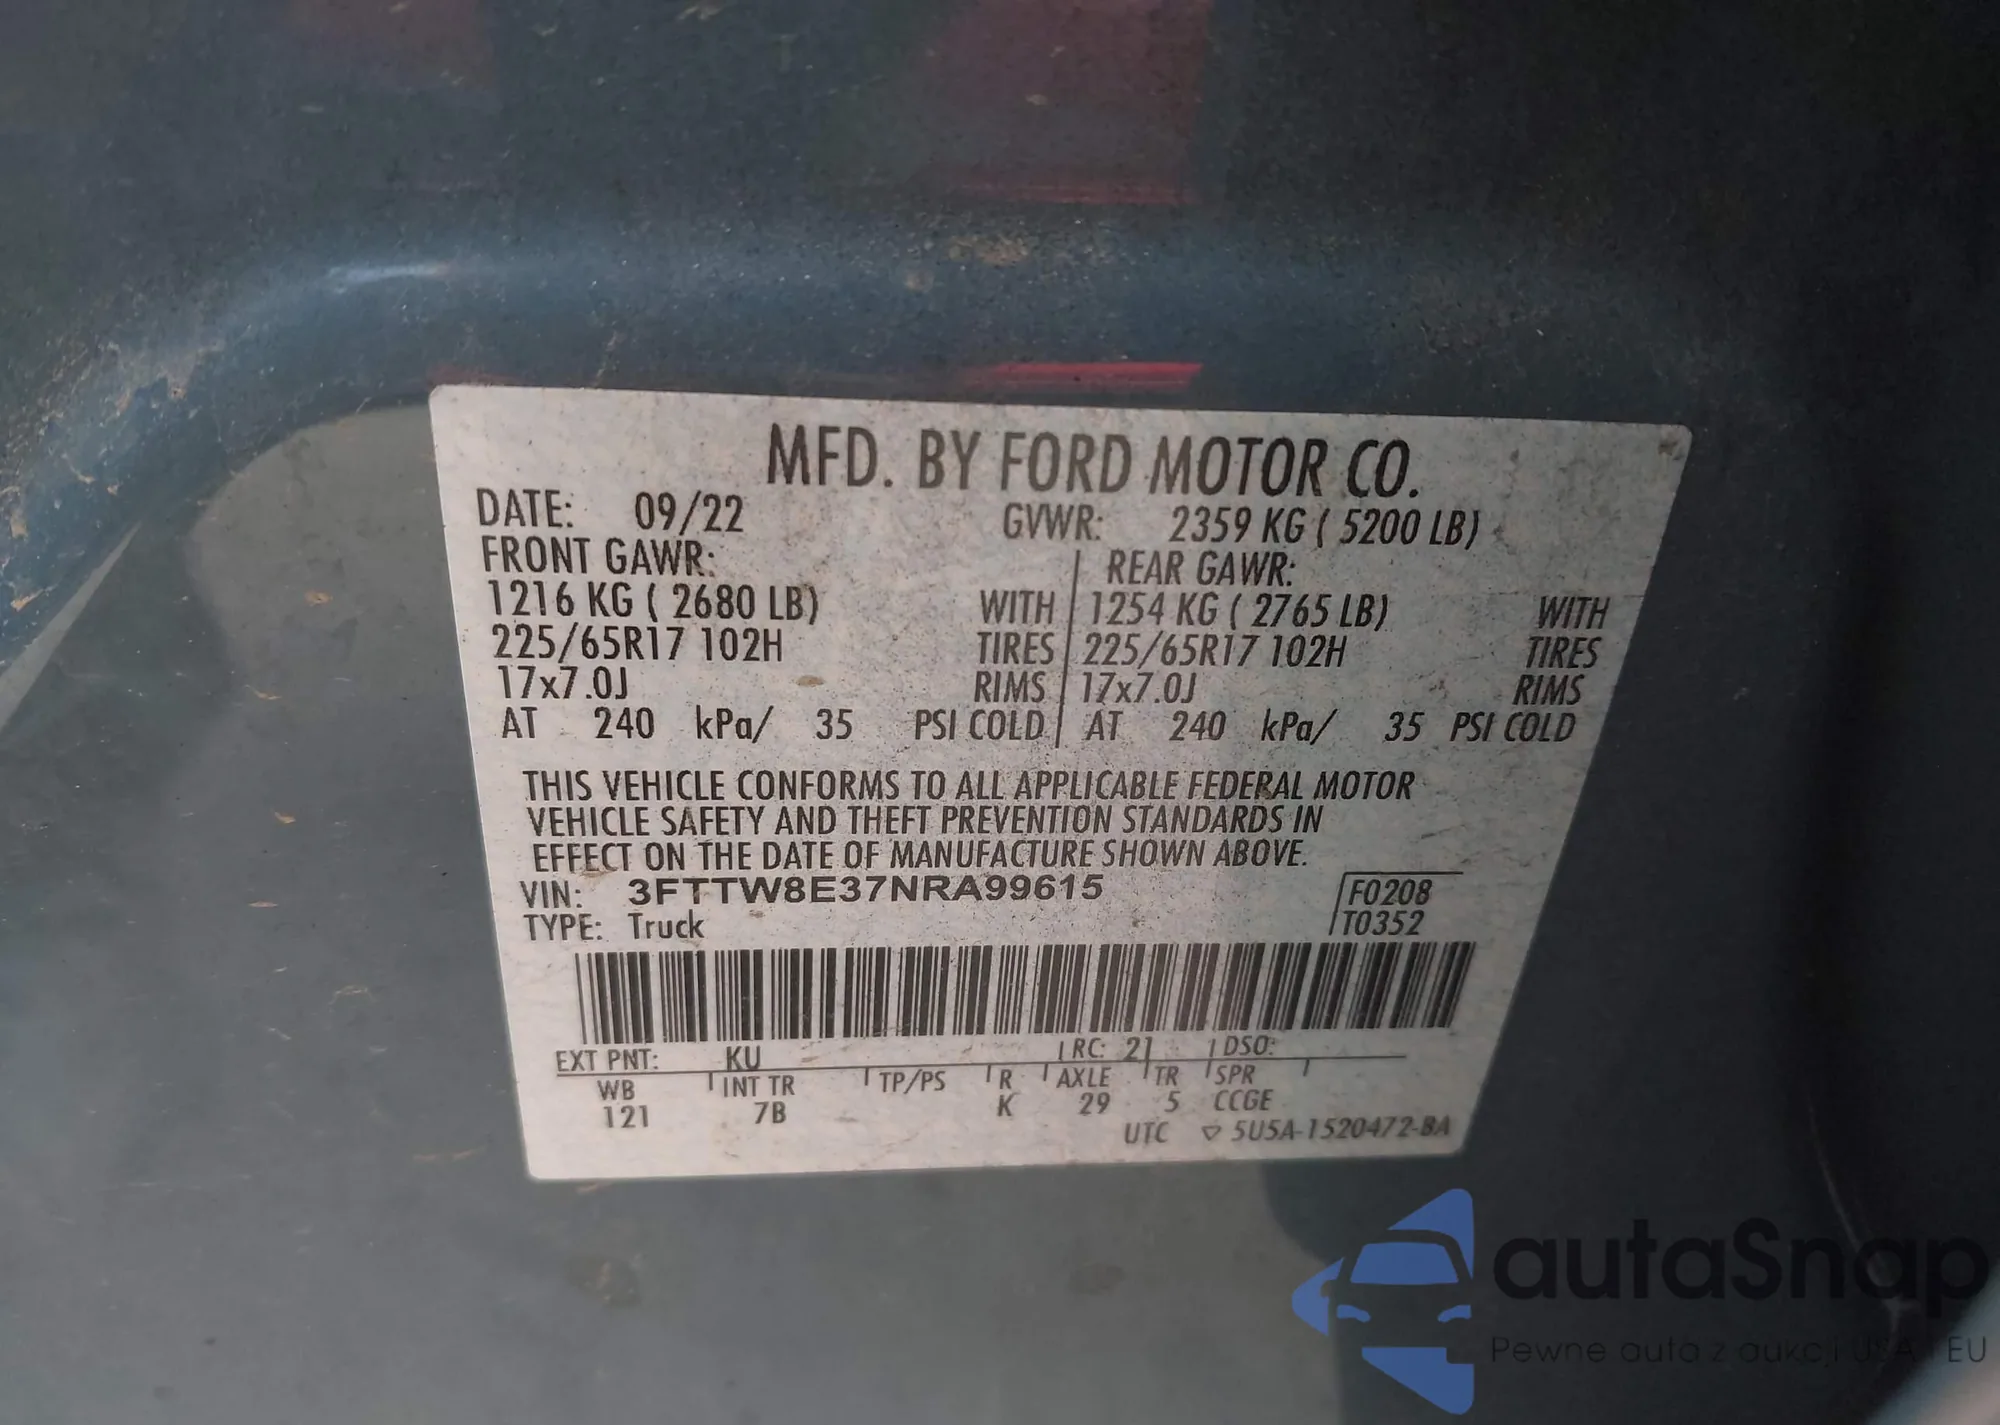 MFD. BY FORD MOTOR CO.
DATE: 09/22 GVWR: 2359 KG ( 5200 LB)
FRONT GAWR: REAR GAWR:
1216 KG ( 2680 LB) WITH 1254 KG ( 2765 LB) WITH
225/65R17 102H TIRES 225/65R17 102H TIRES
17x7.0J RIMS 17x7.0J RIMS
AT 240 kPa/ 35 PSI COLD AT 240 kPa/ 35 PSI COLD
THIS VEHICLE CONFORMS TO ALL APPLICABLE FEDERAL MOTOR
VEHICLE SAFETY AND THEFT PREVENTION STANDARDS IN
EFFECT ON THE DATE OF MANUFACTURE SHOWN ABOVE.
VIN: 3FTTW8E37NRA99615 F0208
TYPE: Truck T0352
EXT PNT: KU RC: 21 DSO:
WB INT TR TP/PS R AXLE TR SPR
121 7B K 29 5 CCGE
UTC 5U5A-1520472-BA
autaSnap
Pewne auta z aukcji USA i EU